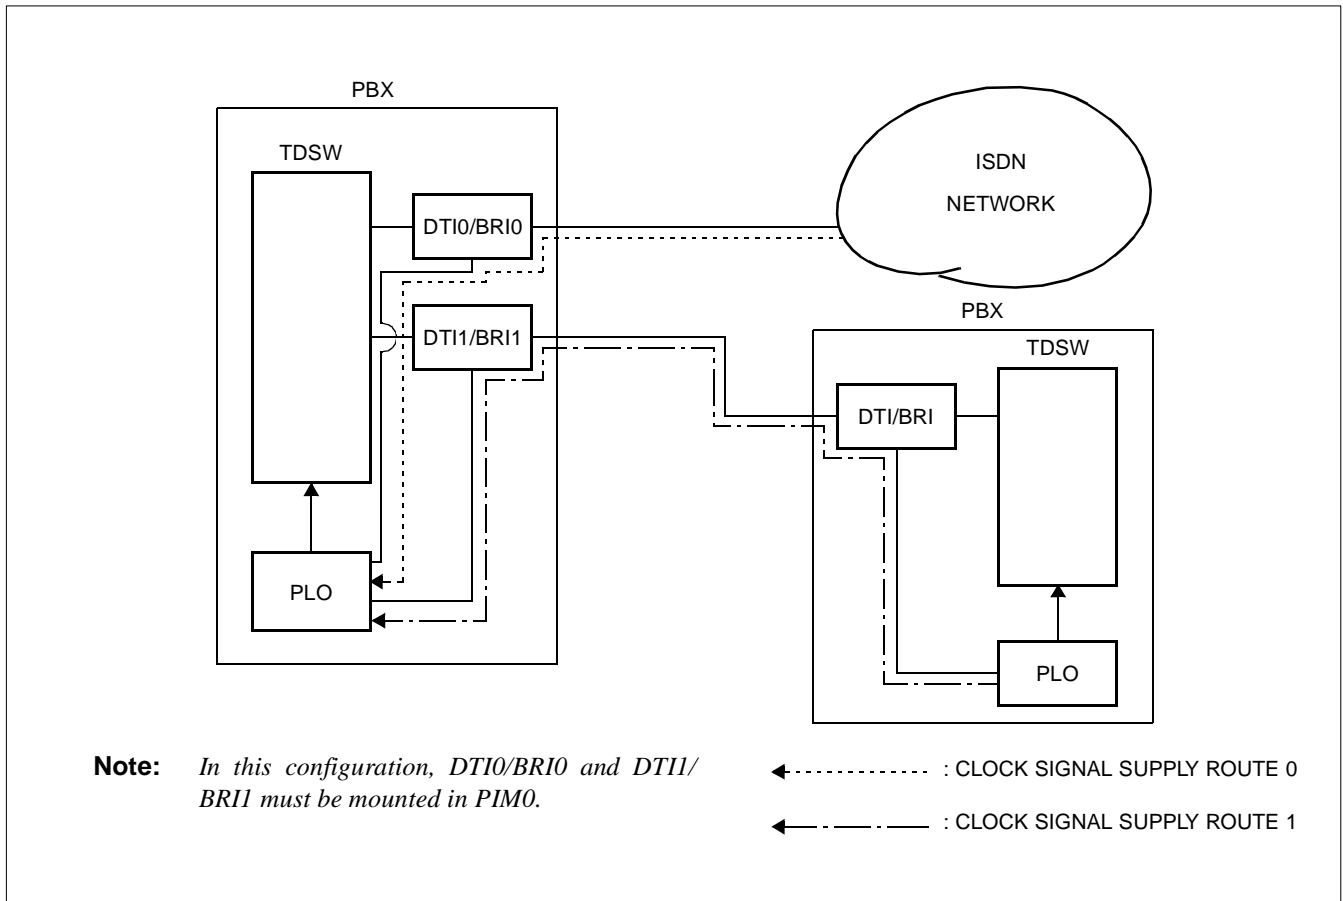 PBX
TDSW
DTI0/BRI0
DTI1/BRI1
PLO
ISDN
NETWORK
PBX
TDSW
DTI/BRI
PLO
Note: In this configuration, DTI0/BRI0 and DTI1/
BRI1 must be mounted in PIM0.
: CLOCK SIGNAL SUPPLY ROUTE 0
: CLOCK SIGNAL SUPPLY ROUTE 1